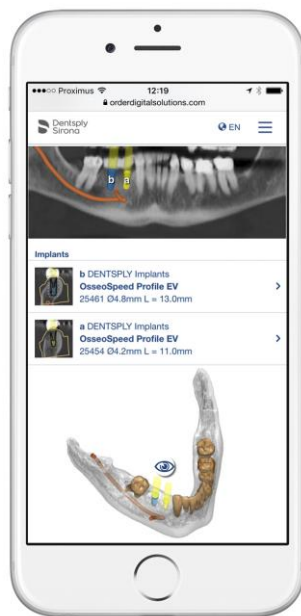 ●●●○○ Proximus 12:19
orderdigitalsolutions.com
Dentsply
Sirona
EN
b a
Implants
b DENTSPLY Implants
OsseoSpeed Profile EV
25461 Ø4.8mm L = 13.0mm
a DENTSPLY Implants
OsseoSpeed Profile EV
25454 Ø4.2mm L = 11.0mm